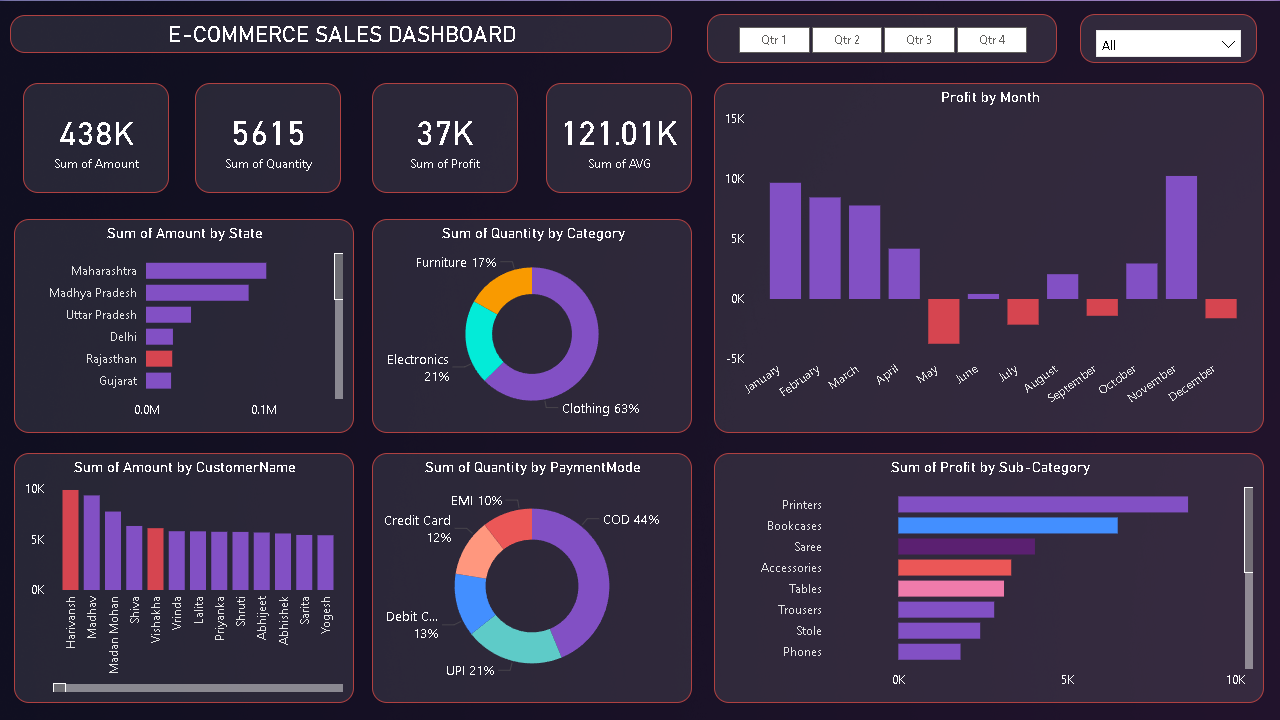 E-COMMERCE SALES DASHBOARD
Qtr 1
Qtr 2
Qtr 3
Qtr 4
All
438K
Sum of Amount
5615
Sum of Quantity
37K
Sum of Profit
121.01K
Sum of AVG
Profit by Month
15K
10K
5K
0K
-5K
January
February
March
April
May
June
July
August
September
October
November
December
Sum of Amount by State
Maharashtra
Madhya Pradesh
Uttar Pradesh
Delhi
Rajasthan
Gujarat
0.0M
0.1M
Sum of Quantity by Category
Furniture 17%
Electronics
21%
Clothing 63%
Sum of Amount by CustomerName
10K
5K
0K
Harivansh
Madhav
Madan Mohan
Shiva
Vishakha
Vrinda
Lalita
Priyanka
Shruti
Abhijeet
Abhishek
Sarita
Yogesh
Sum of Quantity by PaymentMode
EMI 10%
Credit Card
12%
COD 44%
Debit C...
13%
UPI 21%
Sum of Profit by Sub-Category
Printers
Bookcases
Saree
Accessories
Tables
Trousers
Stole
Phones
0K
5K
10K